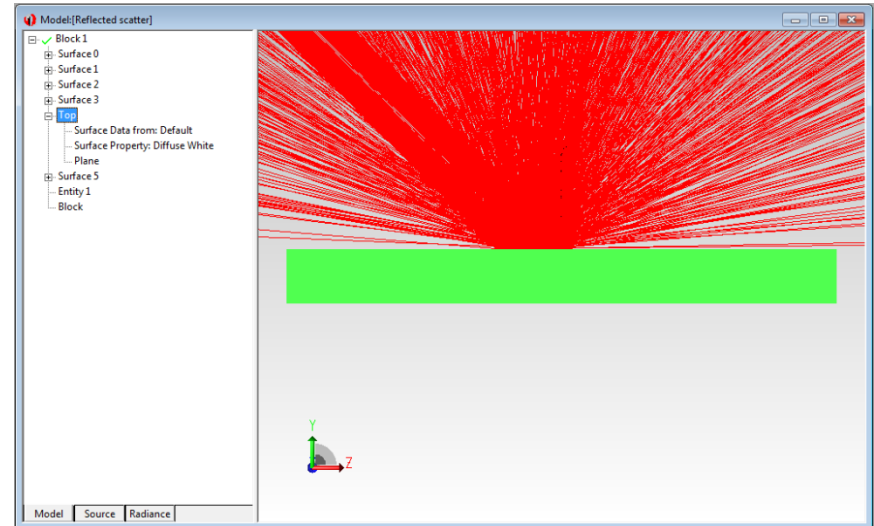 Model:[Reflected scatter]
Block 1
Surface 0
Surface 1
Surface 2
Surface 3
Top
Surface Data from: Default
Surface Property: Diffuse White
Plane
Surface 5
Entity 1
Block
Y
Z
Model Source Radiance